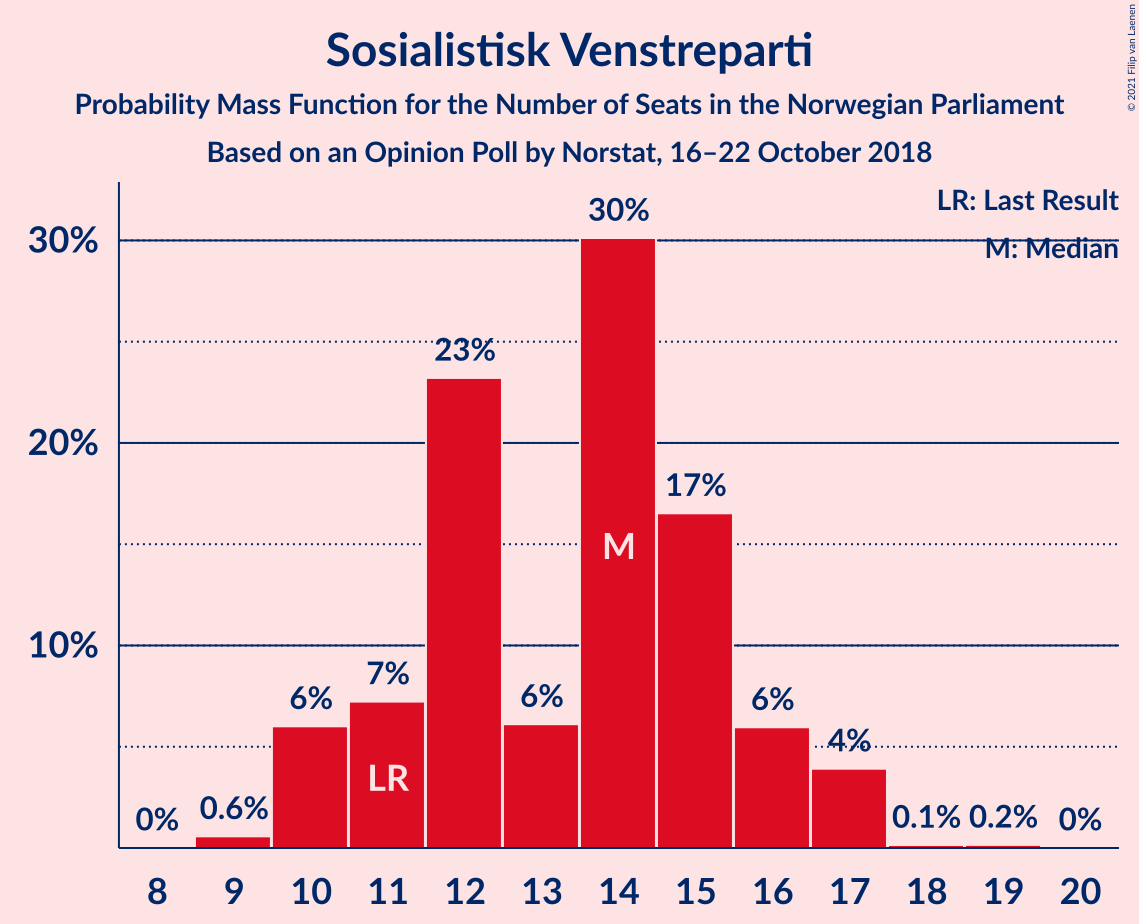 Sosialistisk Venstreparti
Probability Mass Function for the Number of Seats in the Norwegian Parliament
Based on an Opinion Poll by Norstat, 16–22 October 2018
© 2021 Filip van Laenen
LR: Last Result
M: Median
30%
20%
10%
0%
0.6%
6%
7%
23%
6%
30%
17%
6%
4%
0.1%
0.2%
0%
LR
M
8 9 10 11 12 13 14 15 16 17 18 19 20